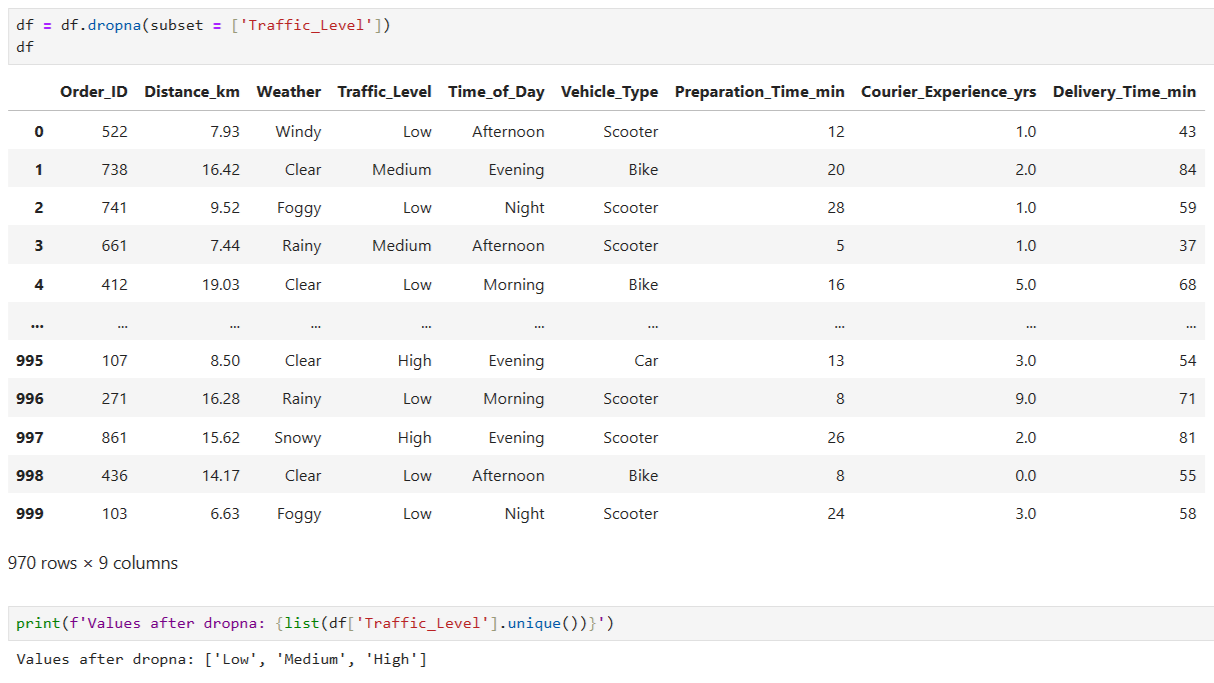 df = df.dropna(subset = ['Traffic_Level'])
df
Order_ID Distance_km Weather Traffic_Level Time_of_Day Vehicle_Type Preparation_Time_min Courier_Experience_yrs Delivery_Time_min
0 522 7.93 Windy Low Afternoon Scooter 12 1.0 43
1 738 16.42 Clear Medium Evening Bike 20 2.0 84
2 741 9.52 Foggy Low Night Scooter 28 1.0 59
3 661 7.44 Rainy Medium Afternoon Scooter 5 1.0 37
4 412 19.03 Clear Low Morning Bike 16 5.0 68
... ... ... ... ... ... ... ... ... ...
995 107 8.50 Clear High Evening Car 13 3.0 54
996 271 16.28 Rainy Low Morning Scooter 8 9.0 71
997 861 15.62 Snowy High Evening Scooter 26 2.0 81
998 436 14.17 Clear Low Afternoon Bike 8 0.0 55
999 103 6.63 Foggy Low Night Scooter 24 3.0 58
970 rows × 9 columns
print(f'Values after dropna: {list(df['Traffic_Level'].unique())}')
Values after dropna: ['Low', 'Medium', 'High']